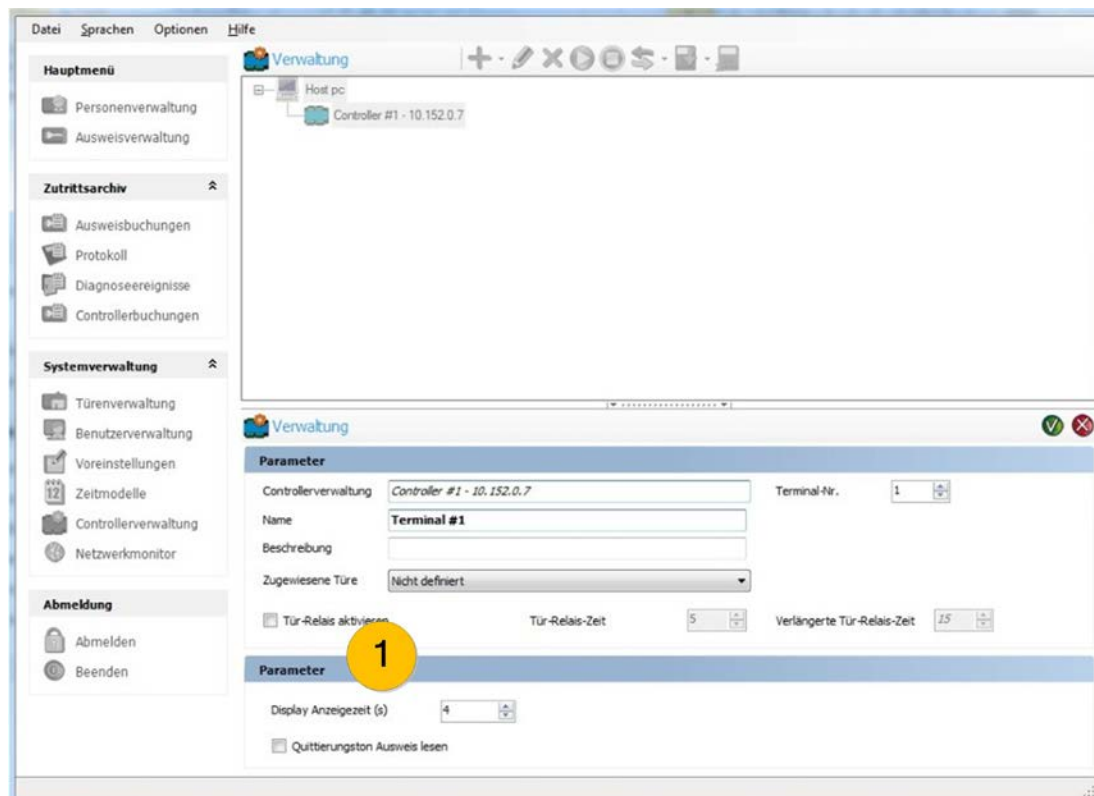 Datei Sprachen Optionen Hilfe
Hauptmenü
Personenverwaltung
Ausweisverwaltung
Zutrittsarchiv
Ausweisbuchungen
Protokoll
Diagnoseereignisse
Controllerbuchungen
Systemverwaltung
Türenverwaltung
Benutzerverwaltung
Voreinstellungen
12 Zeitmodelle
Controllerverwaltung
Netzwerkmonitor
Abmeldung
Abmelden
Beenden
Verwaltung
Host pc
Controller #1 - 10.152.0.7
Verwaltung
Parameter
Controllerverwaltung Controller #1 - 10.152.0.7 Terminal-Nr. 1
Name Terminal #1
Beschreibung
Zugewiesene Türe Nicht definiert
Tür-Relais aktivieren Tür-Relais-Zeit 5 Verlängerte Tür-Relais-Zeit 15
1
Parameter
Display Anzeigezeit (s) 4
Quittierungston Ausweis lesen